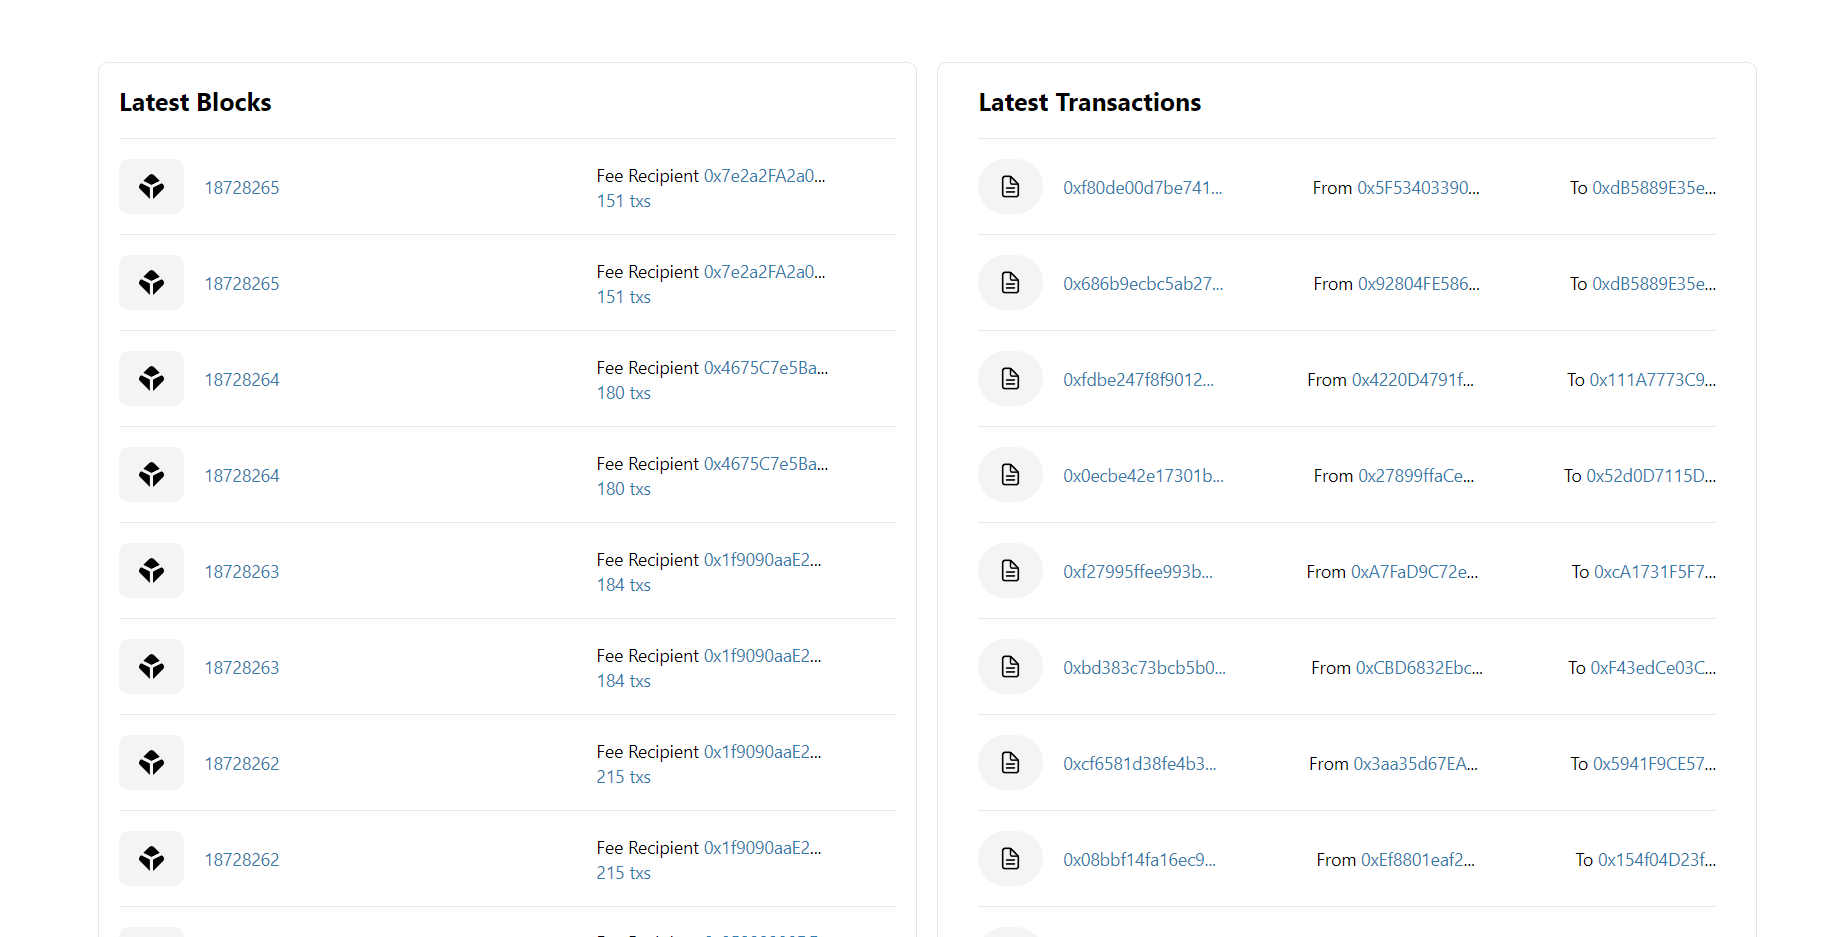 Latest Blocks
18728265
Fee Recipient 0x7e2a2FA2a0...
151 txs
18728265
Fee Recipient 0x7e2a2FA2a0...
151 txs
18728264
Fee Recipient 0x4675C7e5Ba...
180 txs
18728264
Fee Recipient 0x4675C7e5Ba...
180 txs
18728263
Fee Recipient 0x1f9090aaE2...
184 txs
18728263
Fee Recipient 0x1f9090aaE2...
184 txs
18728262
Fee Recipient 0x1f9090aaE2...
215 txs
18728262
Fee Recipient 0x1f9090aaE2...
215 txs
Latest Transactions
0xf80de00d7be741... From 0x5F53403390... To 0xdB5889E35e...
0x686b9ecbc5ab27... From 0x92804FE586... To 0xdB5889E35e...
0xfdbe247f8f9012... From 0x4220D4791f... To 0x111A7773C9...
0x0ecbe42e17301b... From 0x27899ffaCe... To 0x52d0D7115D...
0xf27995ffee993b... From 0xA7FaD9C72e... To 0xcA1731F5F7...
0xbd383c73bcb5b0... From 0xCBD6832Ebc... To 0xF43edCe03C...
0xcf6581d38fe4b3... From 0x3aa35d67EA... To 0x5941F9CE57...
0x08bbf14fa16ec9... From 0xEf8801eaf2... To 0x154f04D23f...